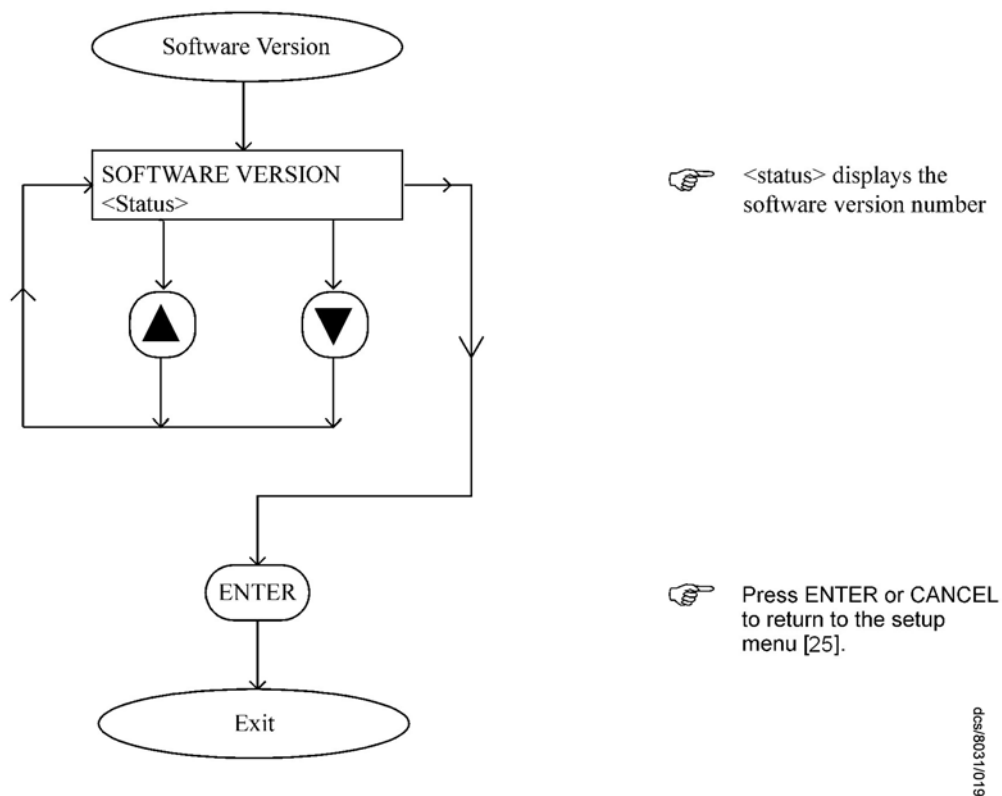 Software Version
SOFTWARE VERSION
<Status>
<status> displays the
software version number
ENTER
Press ENTER or CANCEL
to return to the setup
menu [25].
Exit
dcs/8031/019